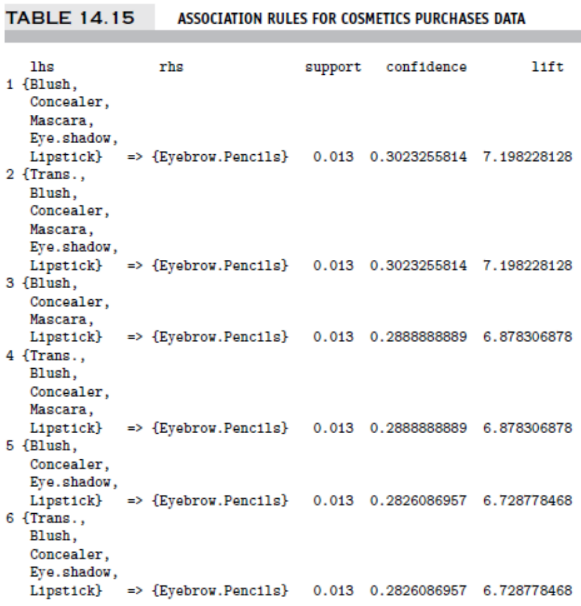 TABLE 14.15 ASSOCIATION RULES FOR COSMETICS PURCHASES DATA
lhs rhs support confidence lift
1 {Blush,
Concealer,
Mascara,
Eye.shadow,
Lipstick} => {Eyebrow.Pencils} 0.013 0.3023255814 7.198228128
2 {Trans.,
Blush,
Concealer,
Mascara,
Eye.shadow,
Lipstick} => {Eyebrow.Pencils} 0.013 0.3023255814 7.198228128
3 {Blush,
Concealer,
Mascara,
Lipstick} => {Eyebrow.Pencils} 0.013 0.2888888889 6.878306878
4 {Trans.,
Blush,
Concealer,
Mascara,
Lipstick} => {Eyebrow.Pencils} 0.013 0.2888888889 6.878306878
5 {Blush,
Concealer,
Eye.shadow,
Lipstick} => {Eyebrow.Pencils} 0.013 0.2826086957 6.728778468
6 {Trans.,
Blush,
Concealer,
Eye.shadow,
Lipstick} => {Eyebrow.Pencils} 0.013 0.2826086957 6.728778468